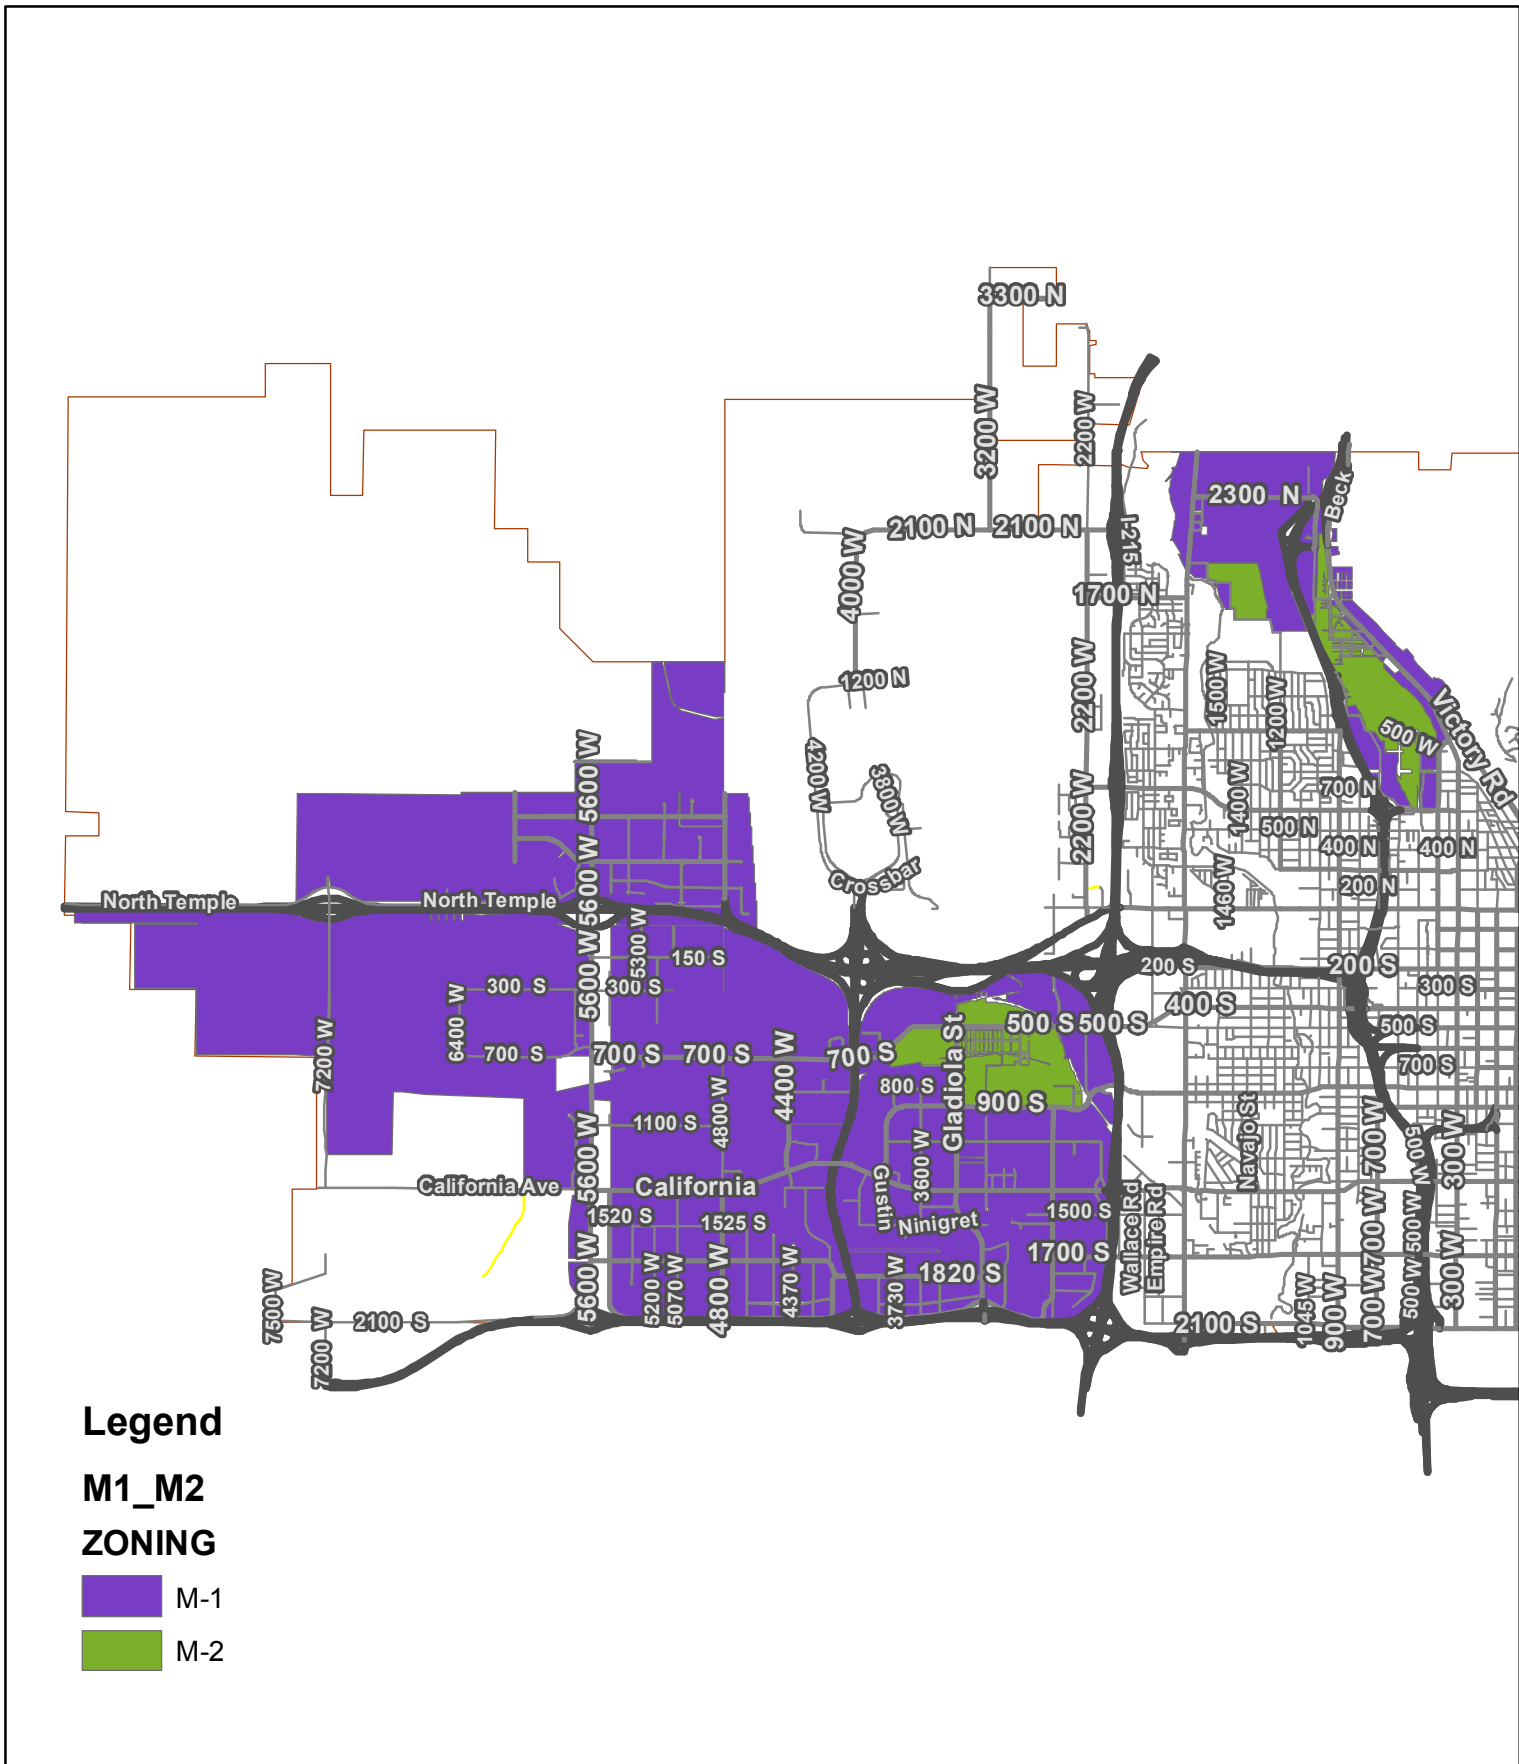 3300 N
3200 W
2200 W
2300 N
Beck
2100 N
2100 N
I-215
4000 W
1700 N
1200 N
2200 W
1500 W
1200 W
Victory Rd
500 W
5600 W
4200 W
3800 W
2200 W
1400 W
700 N
500 N
400 N
400 N
5600 W
Crossbar
1460 W
200 N
North Temple
North Temple
5600 W
5300 W
150 S
200 S
200 S
300 S
300 S
300 S
400 S
6400 W
500 S
500 S
500 S
7200 W
700 S
700 S
700 S
4400 W
700 S
700 S
Gladiola St
800 S
900 S
1100 S
4800 W
5600 W
3600 W
Navajo St
700 W
550 W
300 W
California Ave
California
Gustin
1520 S
1525 S
Ninigret
1500 S
Wallace Rd
Empire Rd
700 W
500 W
1700 S
5600 W
5200 W
5070 W
4800 W
4370 W
3730 W
1820 S
7500 W
7200 W
2100 S
2100 S
1045 W
900 W
700 W
500 W
300 W
Legend
M1_M2
ZONING
M-1
M-2